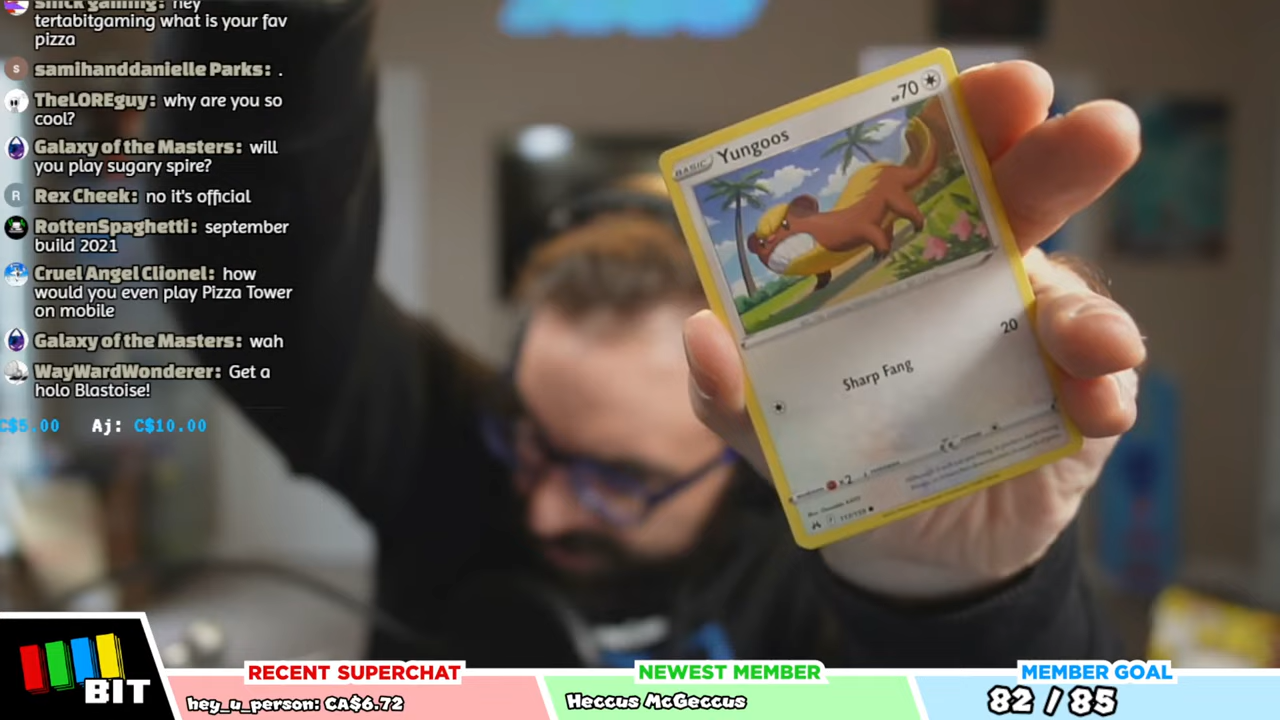 Slick gaming: hey
tertabitgaming what is your fav
pizza
samihanddanielle Parks: .
TheLOREguy: why are you so
cool?
Galaxy of the Masters: will
you play sugary spire?
Rex Cheek: no it's official
RottenSpaghetti: september
build 2021
Cruel Angel Clionel: how
would you even play Pizza Tower
on mobile
Galaxy of the Masters: wah
WayWardWonderer: Get a
holo Blastoise!
C$5.00 Aj: C$10.00
BASIC Yungoos HP70
Sharp Fang 20
x2
BIT
RECENT SUPERCHAT
hey_u_person: CA$6.72
NEWEST MEMBER
Heccus McGeccus
MEMBER GOAL
82 / 85